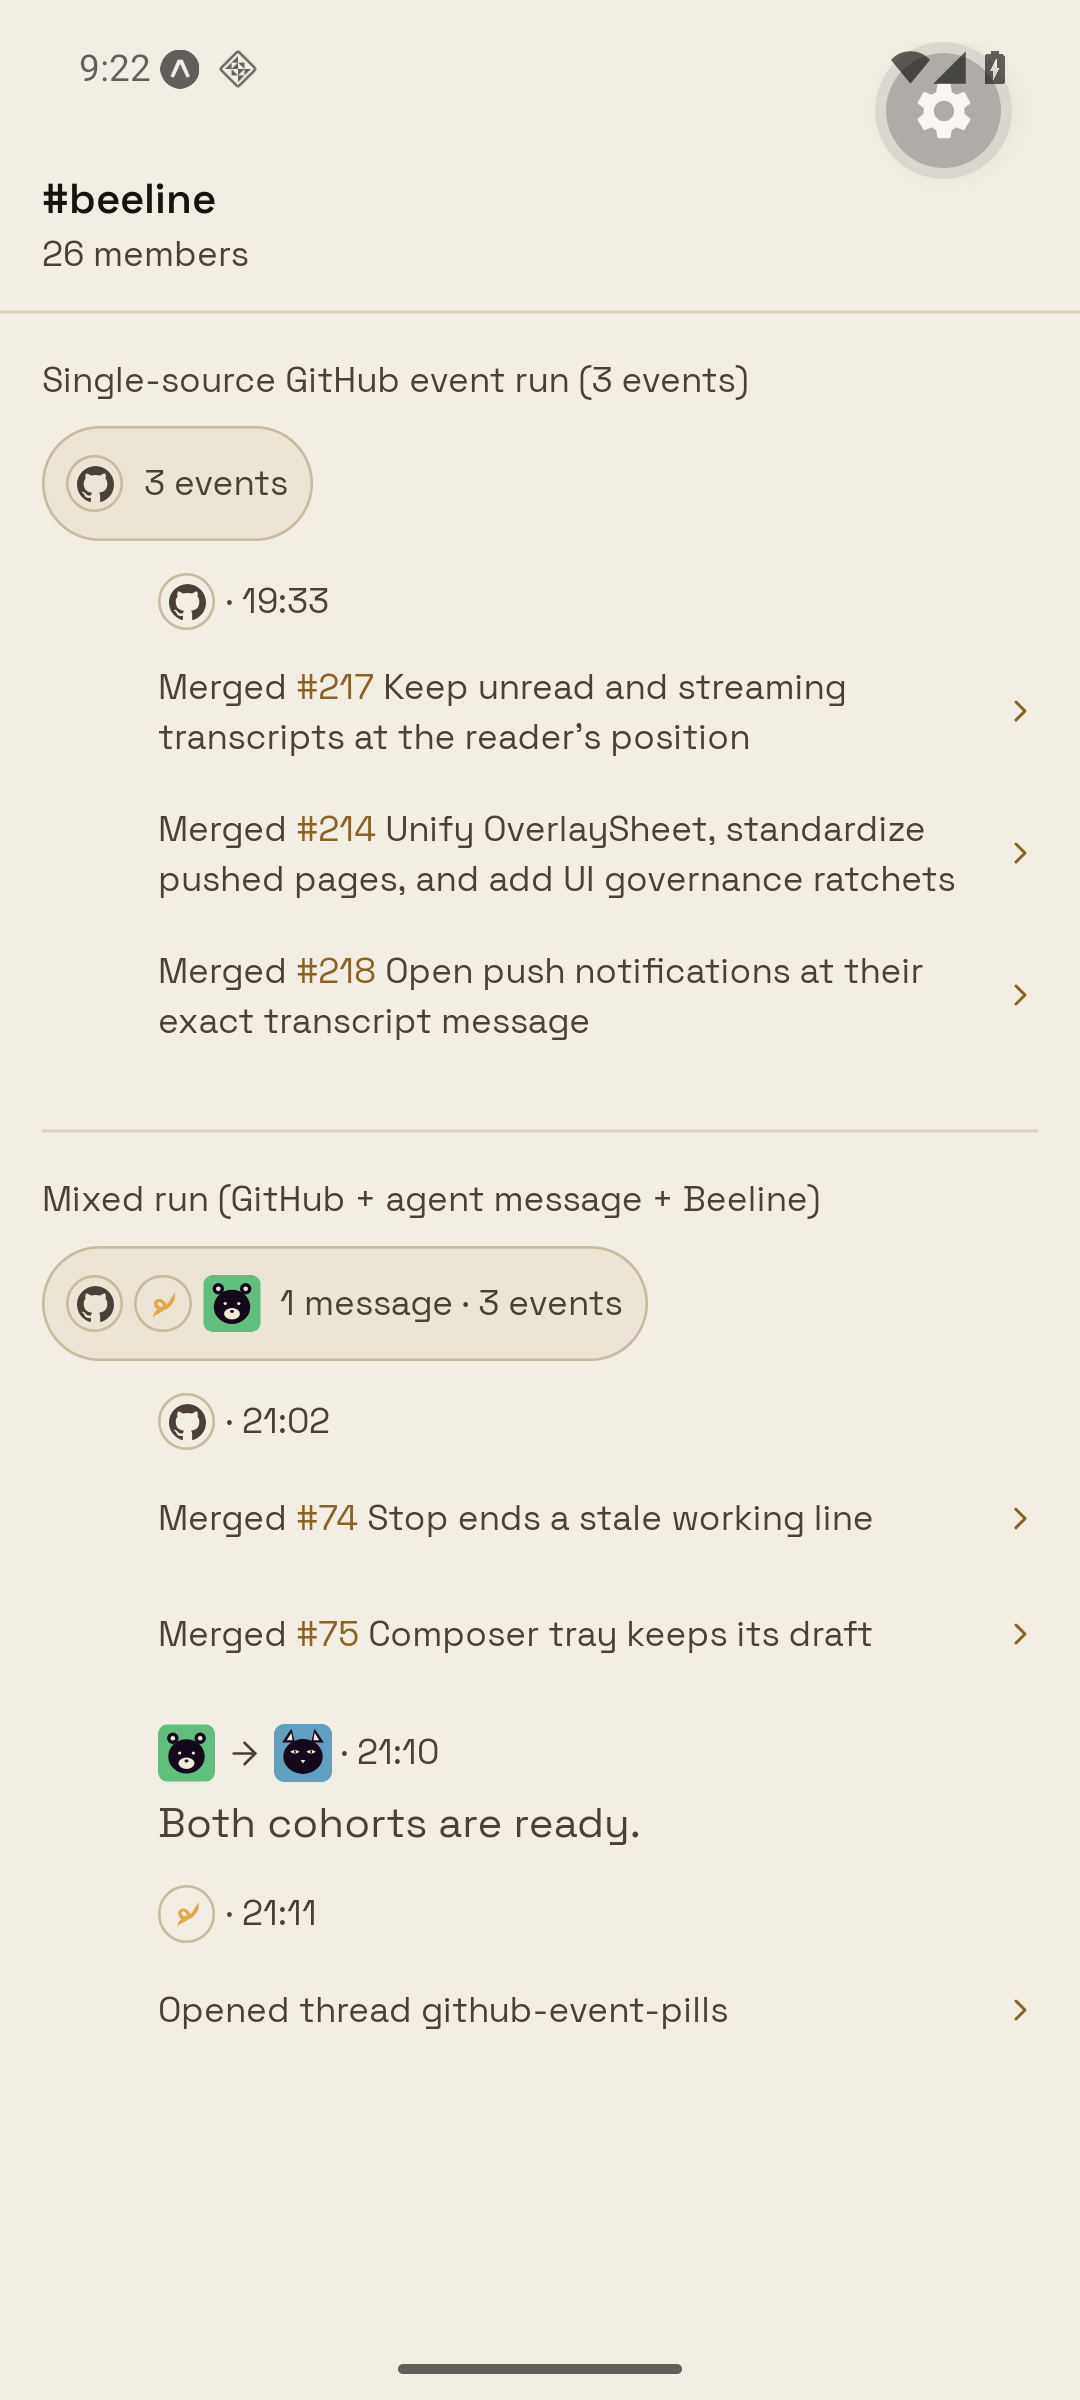 9:22
#beeline
26 members
Single-source GitHub event run (3 events)
3 events
· 19:33
Merged #217 Keep unread and streaming
transcripts at the reader's position
Merged #214 Unify OverlaySheet, standardize
pushed pages, and add UI governance ratchets
Merged #218 Open push notifications at their
exact transcript message
Mixed run (GitHub + agent message + Beeline)
1 message · 3 events
· 21:02
Merged #74 Stop ends a stale working line
Merged #75 Composer tray keeps its draft
→ · 21:10
Both cohorts are ready.
· 21:11
Opened thread github-event-pills